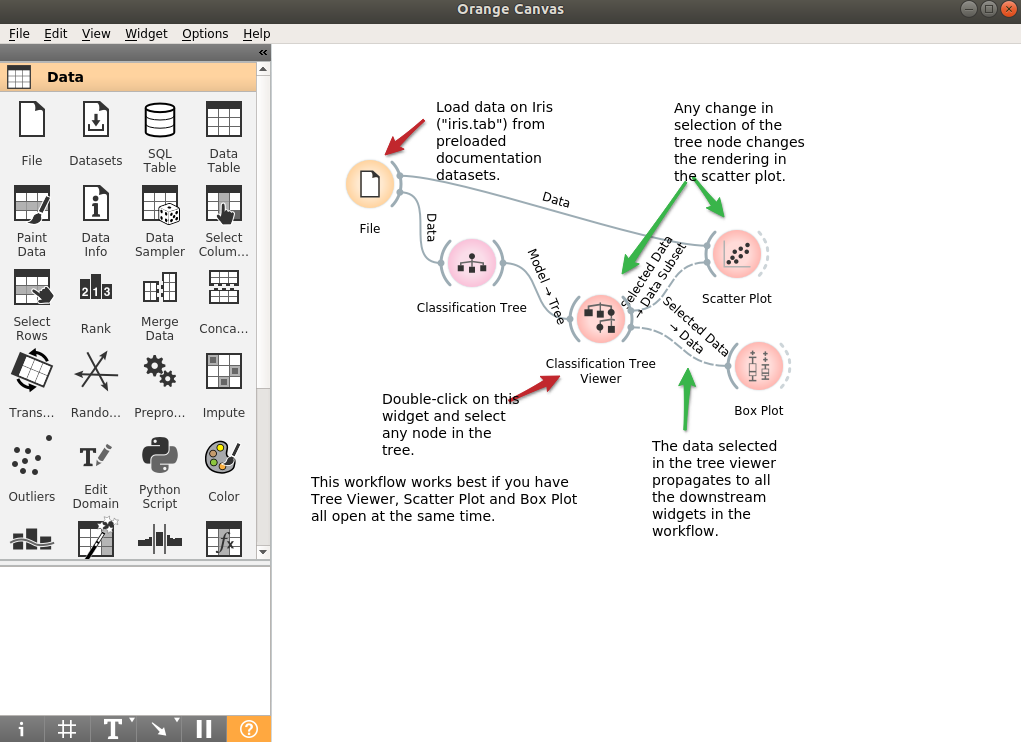 Orange Canvas
File Edit View Widget Options Help
Data
File Datasets SQL Table Data Table
Paint Data Data Info Data Sampler Select Colum...
Select Rows Rank Merge Data Conca...
Trans... Rando... Prepro... Impute
Outliers Edit Domain Python Script Color
Load data on Iris
("iris.tab") from
preloaded
documentation
datasets.
Any change in
selection of the
tree node changes
the rendering in
the scatter plot.
File
Data
Data
Classification Tree
Model → Tree
Selected Data
→ Data Subset
Scatter Plot
Selected Data
→ Data
Classification Tree
Viewer
Box Plot
Double-click on this
widget and select
any node in the
tree.
The data selected
in the tree viewer
propagates to all
the downstream
widgets in the
workflow.
This workflow works best if you have
Tree Viewer, Scatter Plot and Box Plot
all open at the same time.